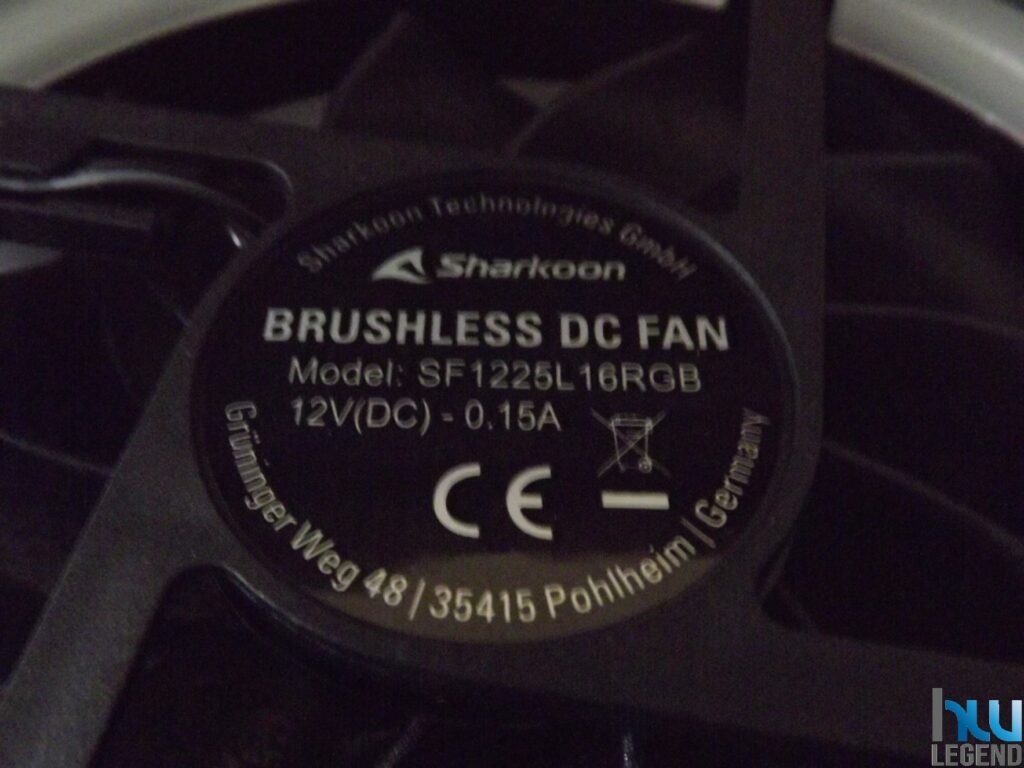 Sharkoon Technologies GmbH
Sharkoon
BRUSHLESS DC FAN
Model: SF1225L16RGB
12V(DC) - 0.15A
CE
Grüninger Weg 48 | 35415 Pohlheim | Germany
hw
LEGEND